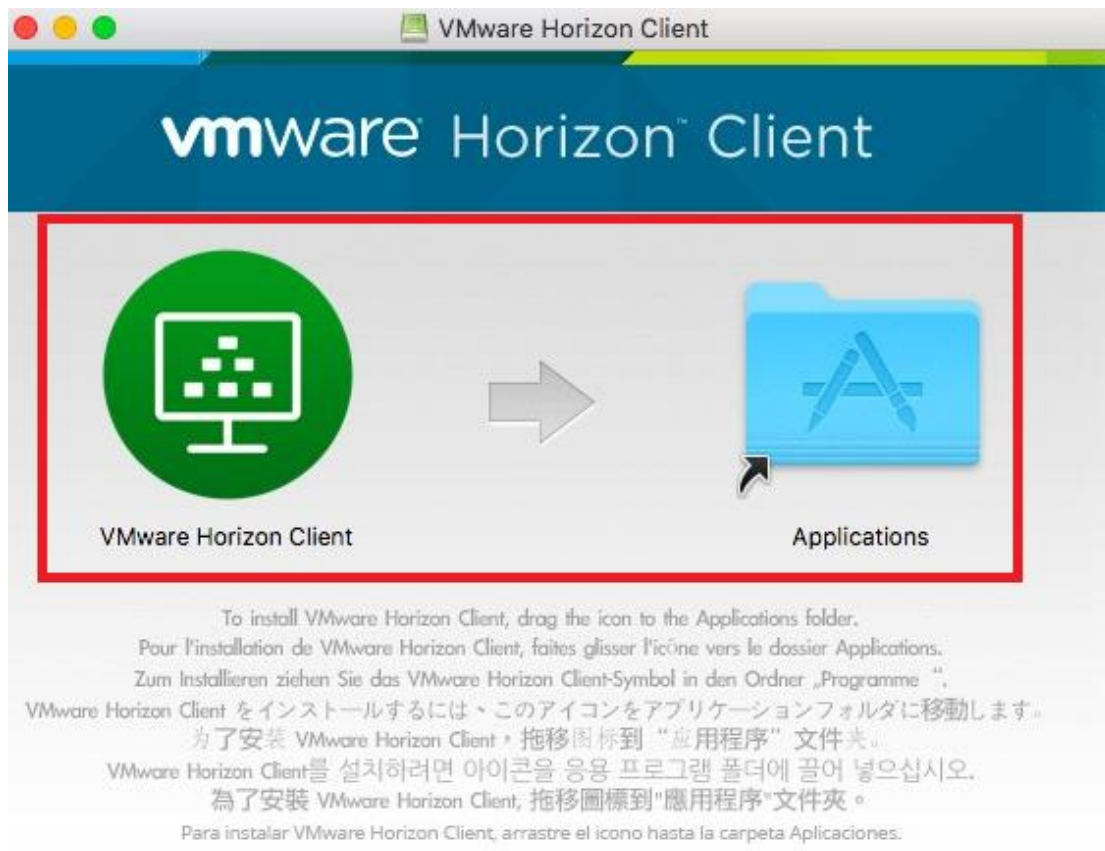 VMware Horizon Client
vmware Horizon™ Client
VMware Horizon Client
Applications
To install VMware Horizon Client, drag the icon to the Applications folder.
Pour l'installation de VMware Horizon Client, faites glisser l'icône vers le dossier Applications.
Zum Installieren ziehen Sie das VMware Horizon Client-Symbol in den Ordner „Programme “.
VMware Horizon Client をインストールするには、このアイコンをアプリケーションフォルダに移動します。
为了安装 VMware Horizon Client，拖移图标到 “应用程序” 文件夹。
VMware Horizon Client를 설치하려면 아이콘을 응용 프로그램 폴더에 끌어 넣으십시오.
為了安裝 VMware Horizon Client, 拖移圖標到"應用程序"文件夾。
Para instalar VMware Horizon Client, arrastre el icono hasta la carpeta Aplicaciones.